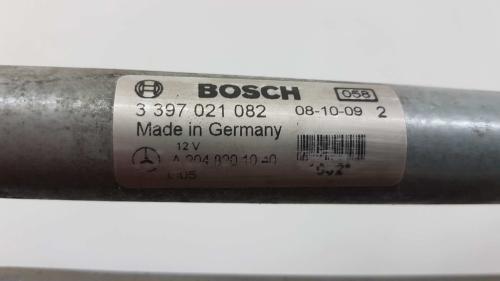 BOSCH 058
3 397 021 082 08-10-09 2
Made in Germany
12 V
A 204 820 10 40